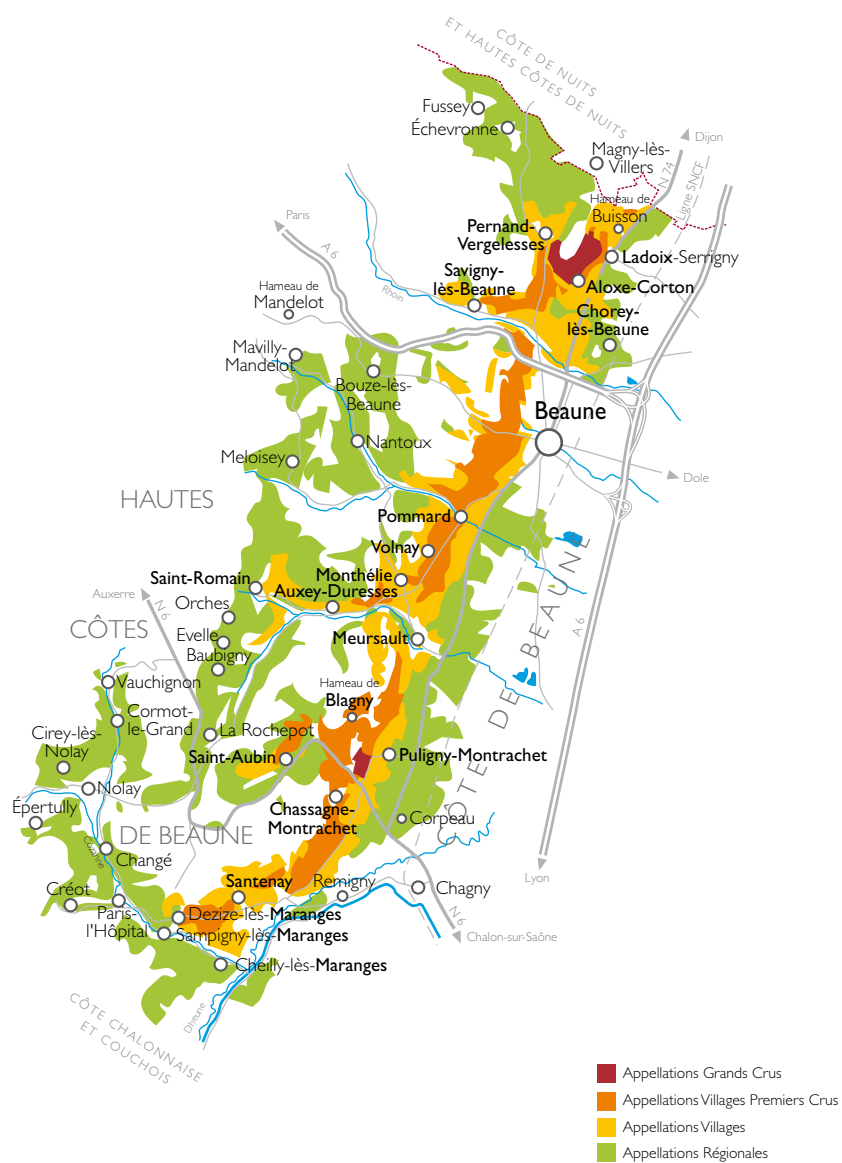 CÔTE DE NUITS
ET HAUTES CÔTES DE NUITS
Fussey
Échevronne
Dijon
Magny-lès-
Villers
N 74
Ligne SNCF
Hameau de
Buisson
Paris
A 6
Pernand-
Vergelesses
Ladoix-Serrigny
Savigny-
lès-Beaune
Aloxe-Corton
Hameau de
Mandelot
Rhoin
Chorey-
lès-Beaune
Mavilly-
Mandelot
Bouze-lès-
Beaune
Beaune
Nantoux
Meloisey
Dole
HAUTES
Pommard
Volnay
Saint-Romain
Monthélie
Auxey-Duresses
Auxerre
N 6
Orches
CÔTES
Evelle
Baubigny
Meursault
A 6
CÔTE DE BEAUNE
Vauchignon
Hameau de
Blagny
Cormot-
le-Grand
La Rochepot
Cirey-lès-
Nolay
Saint-Aubin
Puligny-Montrachet
Nolay
Épertully
Chassagne-
Montrachet
Corpeau
DE BEAUNE
Cozanne
Changé
Lyon
Créot
Santenay
Remigny
Chagny
Paris-
l'Hôpital
Dezize-lès-Maranges
N 6
Sampigny-lès-Maranges
Chalon-sur-Saône
Cheilly-lès-Maranges
Dheune
CÔTE CHALONNAISE
ET COUCHOIS
Appellations Grands Crus
Appellations Villages Premiers Crus
Appellations Villages
Appellations Régionales